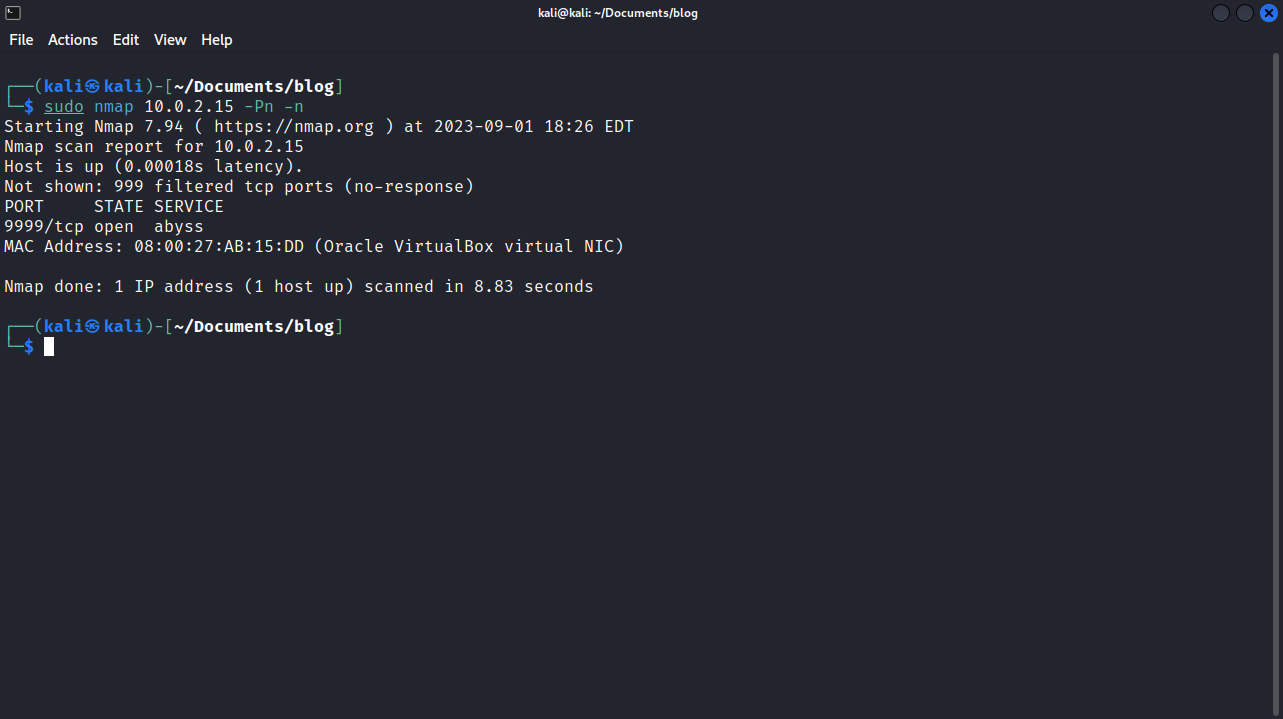 kali@kali: ~/Documents/blog
File Actions Edit View Help
┌──(kali㉿kali)-[~/Documents/blog]
└─$ sudo nmap 10.0.2.15 -Pn -n
Starting Nmap 7.94 ( https://nmap.org ) at 2023-09-01 18:26 EDT
Nmap scan report for 10.0.2.15
Host is up (0.00018s latency).
Not shown: 999 filtered tcp ports (no-response)
PORT     STATE SERVICE
9999/tcp open  abyss
MAC Address: 08:00:27:AB:15:DD (Oracle VirtualBox virtual NIC)
Nmap done: 1 IP address (1 host up) scanned in 8.83 seconds
┌──(kali㉿kali)-[~/Documents/blog]
└─$